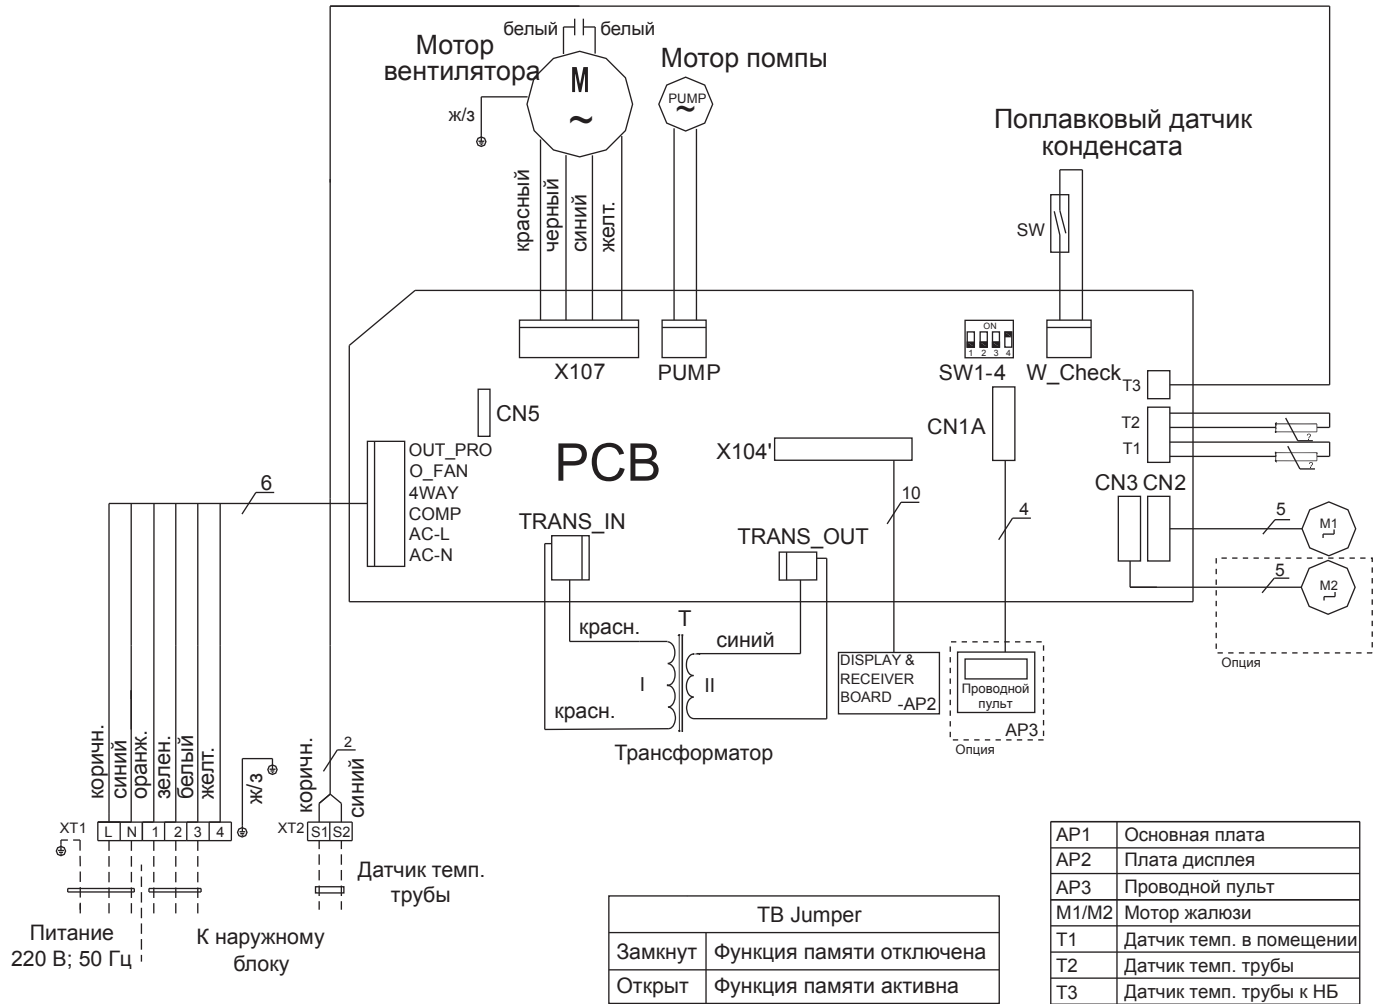 белый белый
Мотор
вентилятора
M
~
ж/з
Мотор помпы
PUMP
~
Поплавковый датчик
конденсата
SW
красный
черный
синий
желт.
X107
PUMP
ON
1 2 3 4
SW1-4
W_Check
T3
T2
T1
?
?
CN5
PCB
X104'
CN1A
CN3 CN2
OUT_PRO
O_FAN
4WAY
COMP
AC-L
AC-N
6
TRANS_IN
TRANS_OUT
10
4
5
M1
5
M2
Опция
красн.
T
синий
I
II
красн.
Трансформатор
DISPLAY &
RECEIVER
BOARD -AP2
Проводной
пульт
AP3
Опция
коричн.
синий
оранж.
зелен.
белый
желт.
ж/з
коричн.
2
синий
XT1
L N 1 2 3 4
XT2 S1 S2
Питание
220 В; 50 Гц
К наружному
блоку
Датчик темп.
трубы
TB Jumper
Замкнут Функция памяти отключена
Открыт Функция памяти активна
AP1 Основная плата
AP2 Плата дисплея
AP3 Проводной пульт
M1/M2 Мотор жалюзи
T1 Датчик темп. в помещении
T2 Датчик темп. трубы
T3 Датчик темп. трубы к НБ